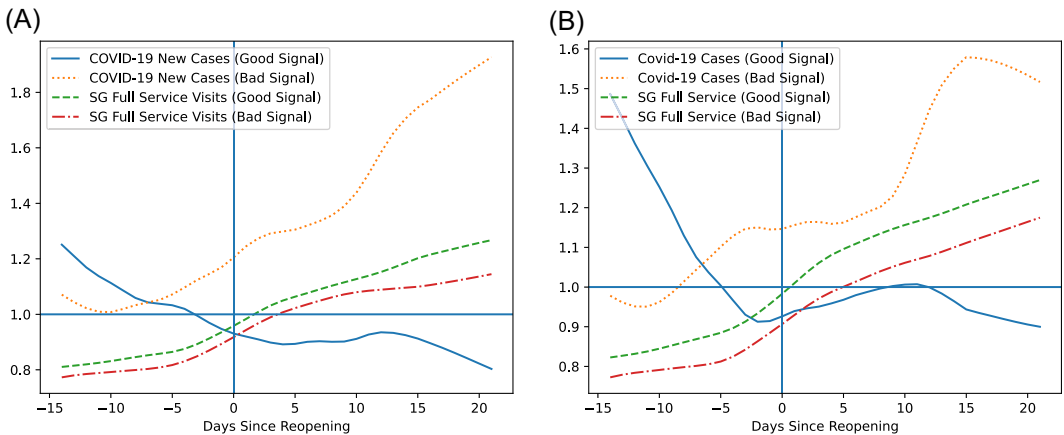 (A)
COVID-19 New Cases (Good Signal)
COVID-19 New Cases (Bad Signal)
SG Full Service Visits (Good Signal)
SG Full Service Visits (Bad Signal)
1.8
1.6
1.4
1.2
1.0
0.8
−15 −10 −5 0 5 10 15 20
Days Since Reopening
(B)
Covid-19 Cases (Good Signal)
Covid-19 Cases (Bad Signal)
SG Full Service (Good Signal)
SG Full Service (Bad Signal)
1.6
1.5
1.4
1.3
1.2
1.1
1.0
0.9
0.8
−15 −10 −5 0 5 10 15 20
Days Since Reopening